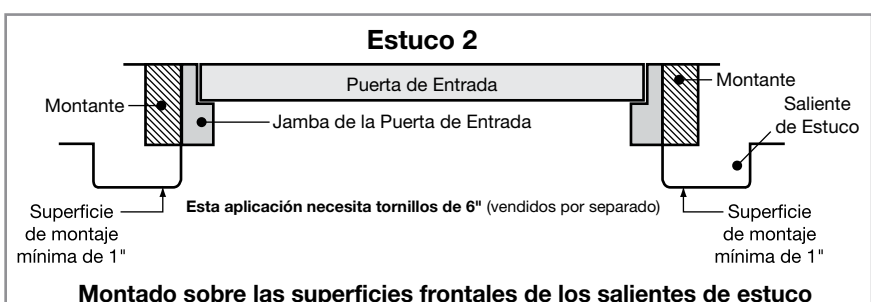 Estuco 2
Puerta de Entrada
Montante
Montante
Jamba de la Puerta de Entrada
Saliente
de Estuco
Esta aplicación necesita tornillos de 6" (vendidos por separado)
Superficie
de montaje
mínima de 1"
Superficie
de montaje
mínima de 1"
Montado sobre las superficies frontales de los salientes de estuco